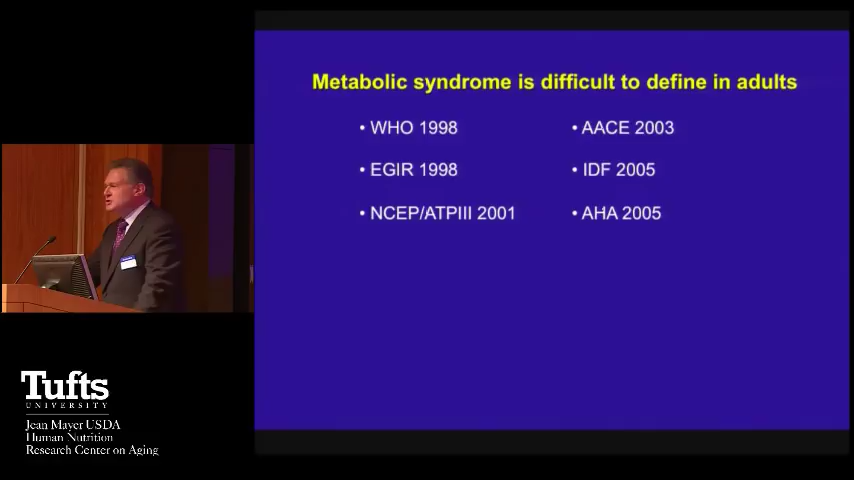 Metabolic syndrome is difficult to define in adults
• WHO 1998
• AACE 2003
• EGIR 1998
• IDF 2005
• NCEP/ATPIII 2001
• AHA 2005
Tufts
UNIVERSITY
Jean Mayer USDA
Human Nutrition
Research Center on Aging